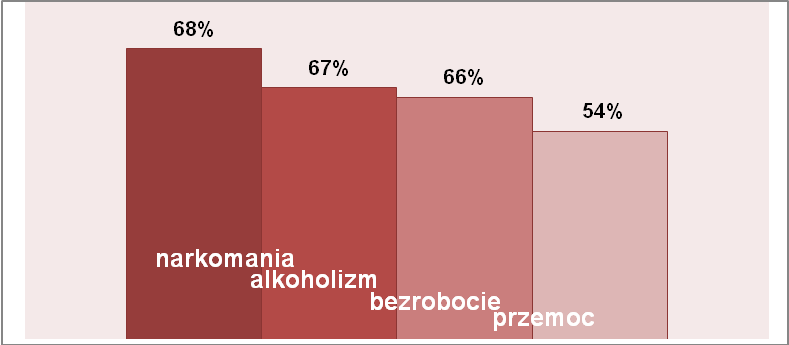 68%
67%
66%
54%
narkomania
alkoholizm
bezrobocie
przemoc